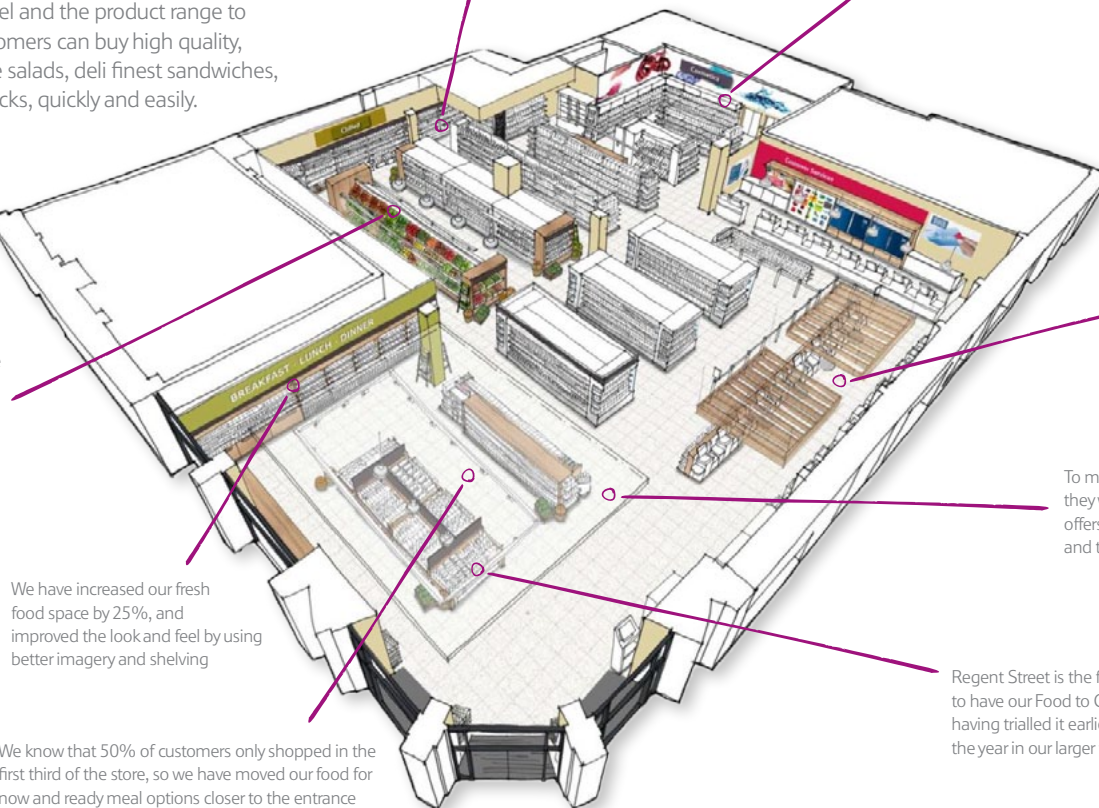 el and the product range to
omers can buy high quality,
e salads, deli finest sandwiches,
cks, quickly and easily.
Chilled
Cosmetics
Customer Services
BREAKFAST LUNCH DINNER
To m
they w
offers
and t
We have increased our fresh
food space by 25%, and
improved the look and feel by using
better imagery and shelving
Regent Street is the f
to have our Food to G
having trialled it earlie
the year in our larger
We know that 50% of customers only shopped in the
first third of the store, so we have moved our food for
now and ready meal options closer to the entrance